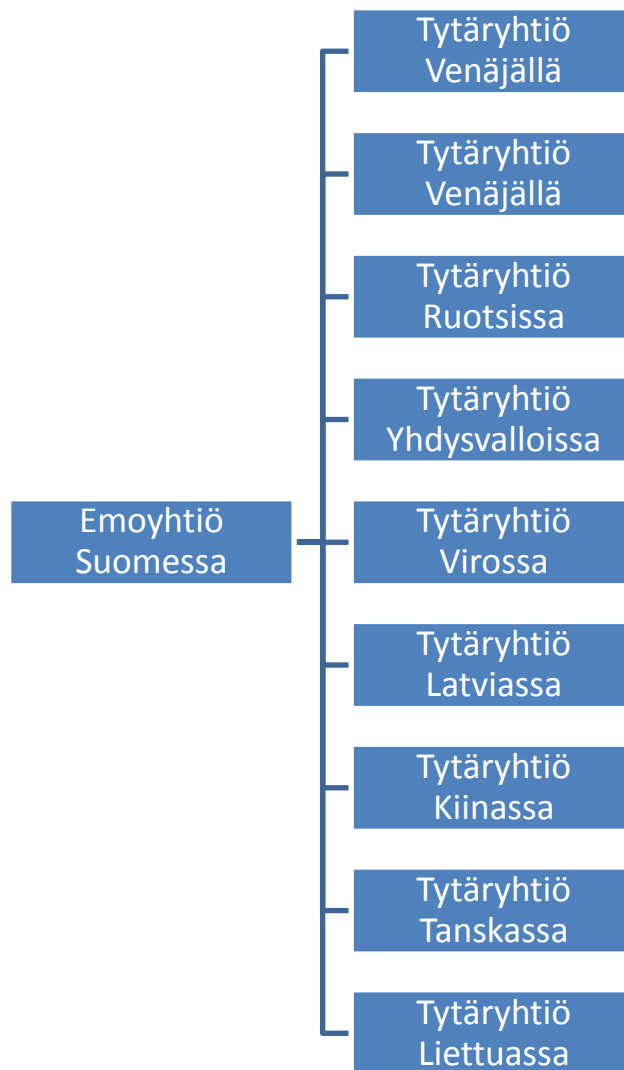 Tytäryhtiö
Venäjällä
Tytäryhtiö
Venäjällä
Tytäryhtiö
Ruotsissa
Tytäryhtiö
Yhdysvalloissa
Emoyhtiö
Suomessa
Tytäryhtiö
Virossa
Tytäryhtiö
Latviassa
Tytäryhtiö
Kiinassa
Tytäryhtiö
Tanskassa
Tytäryhtiö
Liettuassa